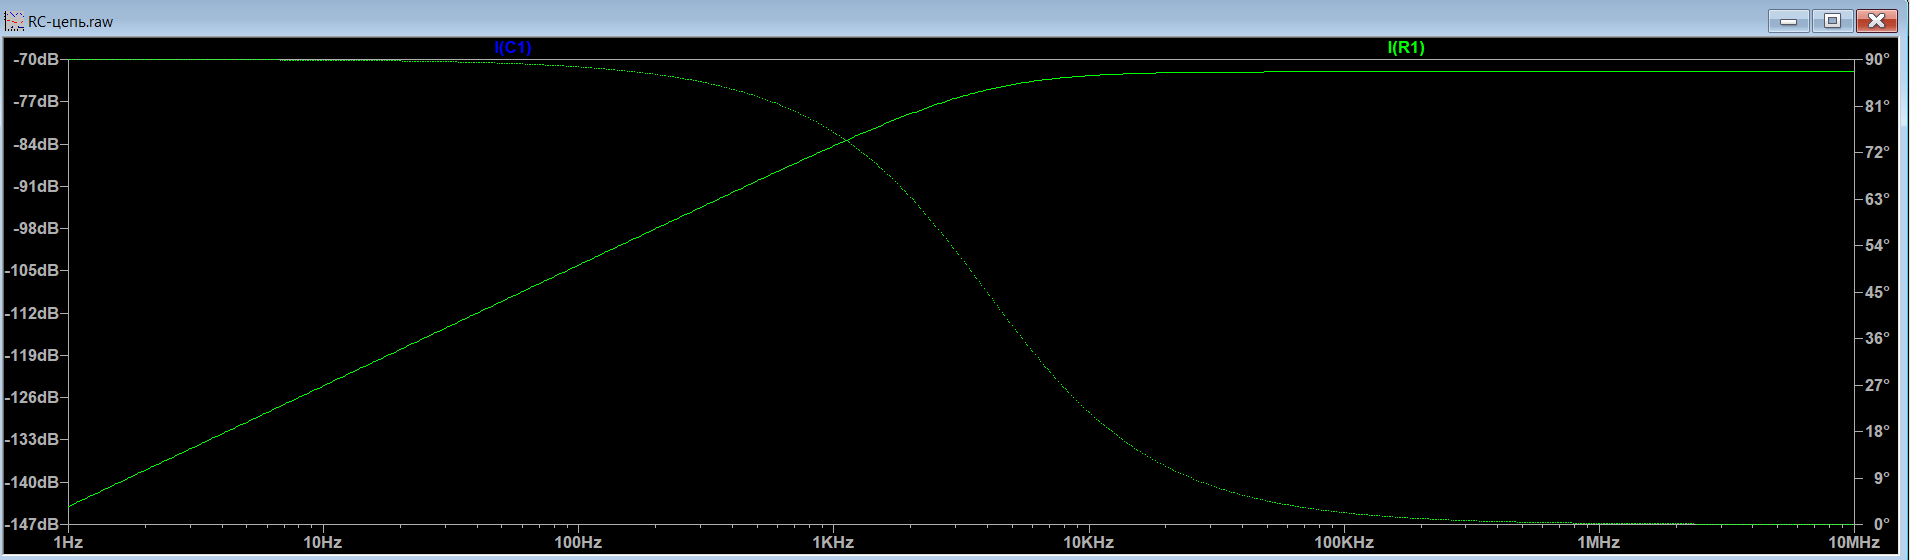 RC-цепь.raw
I(C1) I(R1)
-70dB 90°
-77dB 81°
-84dB 72°
-91dB 63°
-98dB 54°
-105dB 45°
-112dB 36°
-119dB 27°
-126dB 18°
-133dB 9°
-140dB 0°
-147dB
1Hz 10Hz 100Hz 1KHz 10KHz 100KHz 1MHz 10MHz